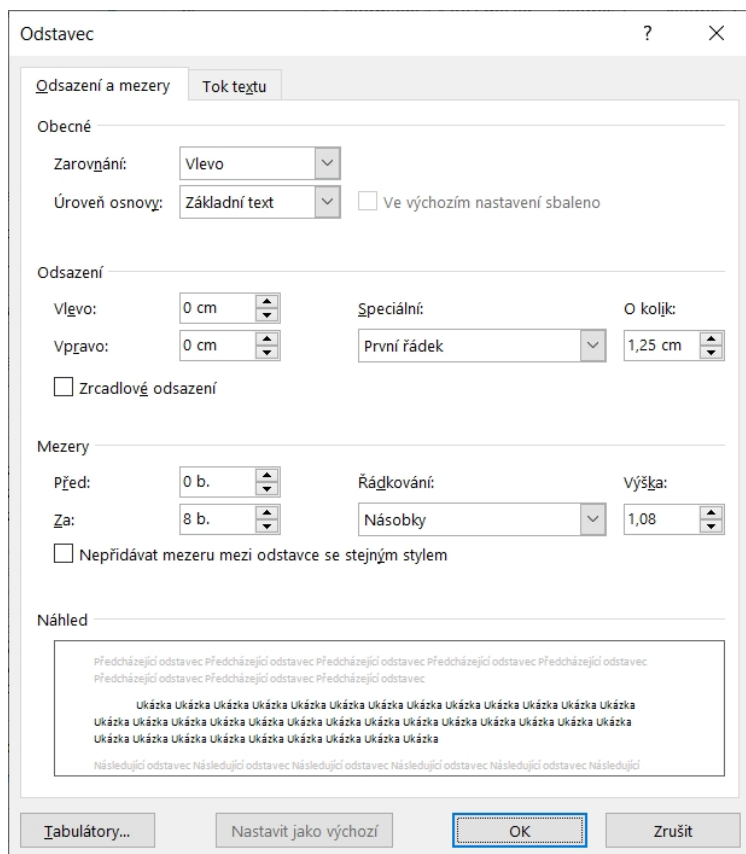 Odstavec ?
Odsazení a mezery Tok textu
Obecné
Zarovnání: Vlevo
Úroveň osnovy: Základní text Ve výchozím nastavení sbaleno
Odsazení
Vlevo: 0 cm Speciální: O kolik:
Vpravo: 0 cm První řádek 1,25 cm
Zrcadlové odsazení
Mezery
Před: 0 b. Řádkování: Výška:
Za: 8 b. Násobky 1,08
Nepřidávat mezeru mezi odstavce se stejným stylem
Náhled
Předcházející odstavec Předcházející odstavec Předcházející odstavec Předcházející odstavec Předcházející odstavec
Předcházející odstavec Předcházející odstavec Předcházející odstavec
Ukázka Ukázka Ukázka Ukázka Ukázka Ukázka Ukázka Ukázka Ukázka Ukázka Ukázka Ukázka Ukázka
Ukázka Ukázka Ukázka Ukázka Ukázka Ukázka Ukázka Ukázka Ukázka Ukázka Ukázka Ukázka Ukázka Ukázka
Ukázka Ukázka Ukázka Ukázka Ukázka Ukázka Ukázka Ukázka Ukázka
Následující odstavec Následující odstavec Následující odstavec Následující odstavec Následující odstavec Následující
Tabulátory... Nastavit jako výchozí OK Zrušit